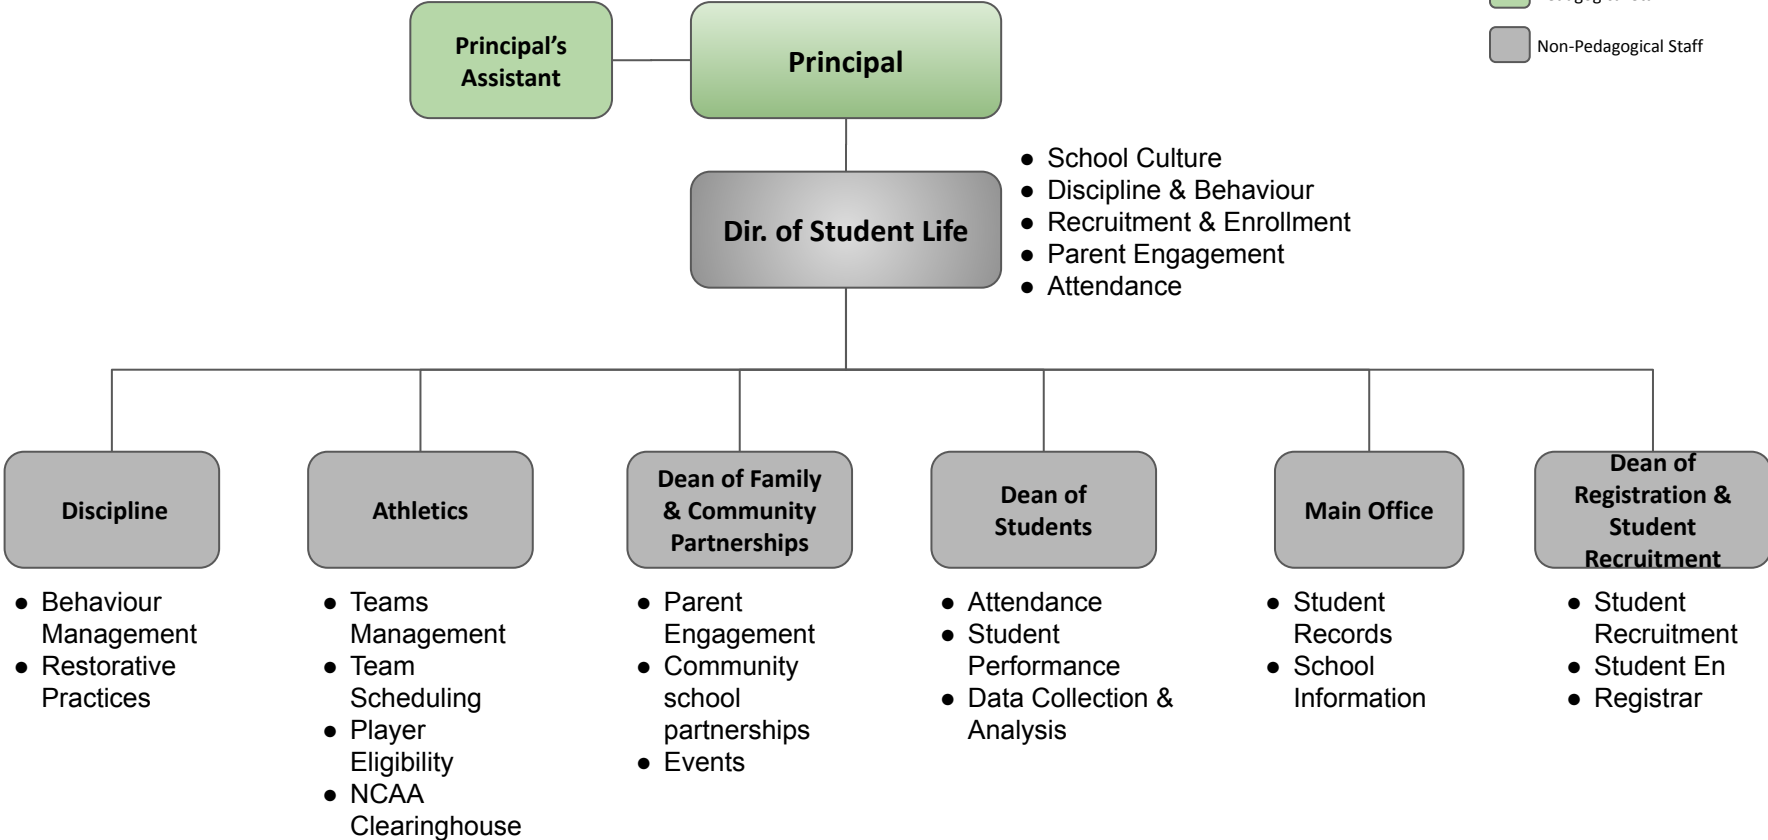 Principal's
Assistant
Principal
Non-Pedagogical Staff
Dir. of Student Life
● School Culture
● Discipline & Behaviour
● Recruitment & Enrollment
● Parent Engagement
● Attendance
Discipline
● Behaviour
Management
● Restorative
Practices
Athletics
● Teams
Management
● Team
Scheduling
● Player
Eligibility
● NCAA
Clearinghouse
Dean of Family
& Community
Partnerships
● Parent
Engagement
● Community
school
partnerships
● Events
Dean of
Students
● Attendance
● Student
Performance
● Data Collection &
Analysis
Main Office
● Student
Records
● School
Information
Dean of
Registration &
Student
Recruitment
● Student
Recruitment
● Student En
● Registrar